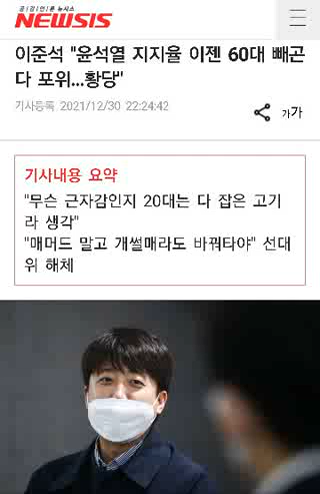 공감언론 뉴시스
NEWSIS
이준석 "윤석열 지지율 이젠 60대 빼곤
다 포위...황당"
기사등록 2021/12/30 22:24:42
가가
기사내용 요약
"무슨 근자감인지 20대는 다 잡은 고기
라 생각"
"매머드 말고 개썰매라도 바꿔타야" 선대
위 해체